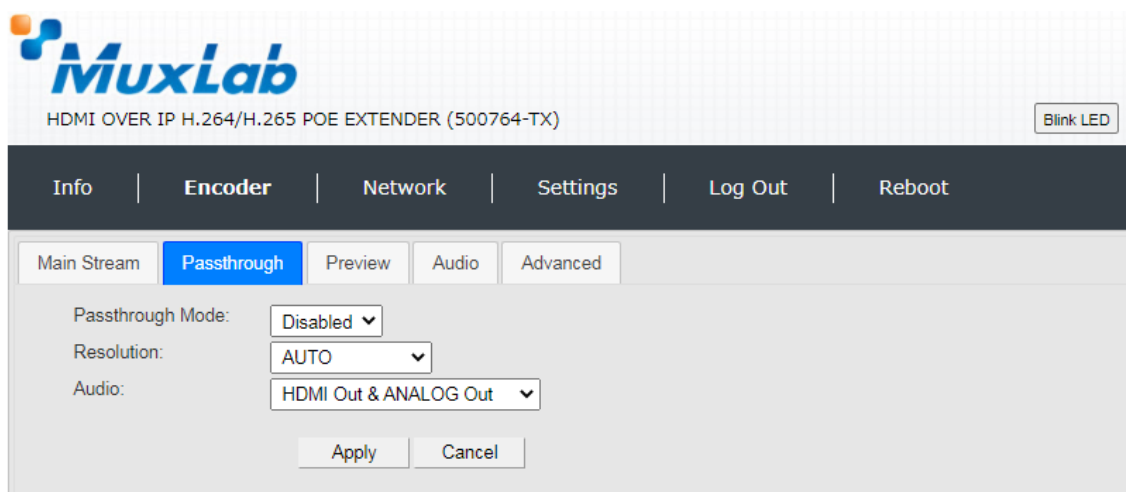 MuxLab
HDMI OVER IP H.264/H.265 POE EXTENDER (500764-TX)
Blink LED
Info Encoder Network Settings Log Out Reboot
Main Stream Passthrough Preview Audio Advanced
Passthrough Mode: Disabled
Resolution: AUTO
Audio: HDMI Out & ANALOG Out
Apply Cancel